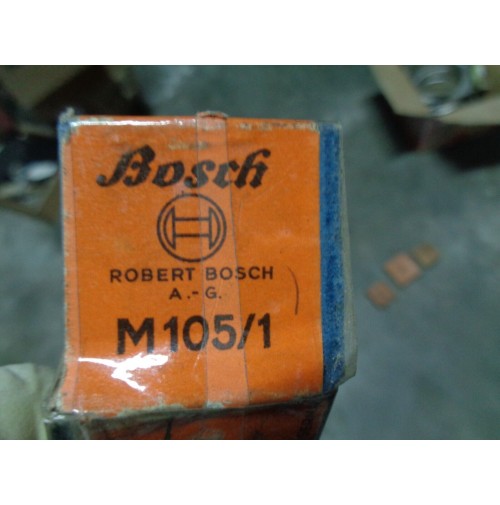 Bosch
ROBERT BOSCH
A.-G.
M105/1